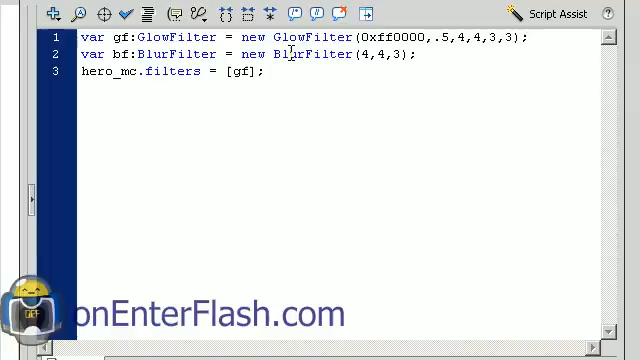 Script Assist
1 var gf:GlowFilter = new GlowFilter(0xff0000,.5,4,4,3,3);
2 var bf:BlurFilter = new BlurFilter(4,4,3);
3 hero_mc.filters = [gf];
OEF
onEnterFlash.com